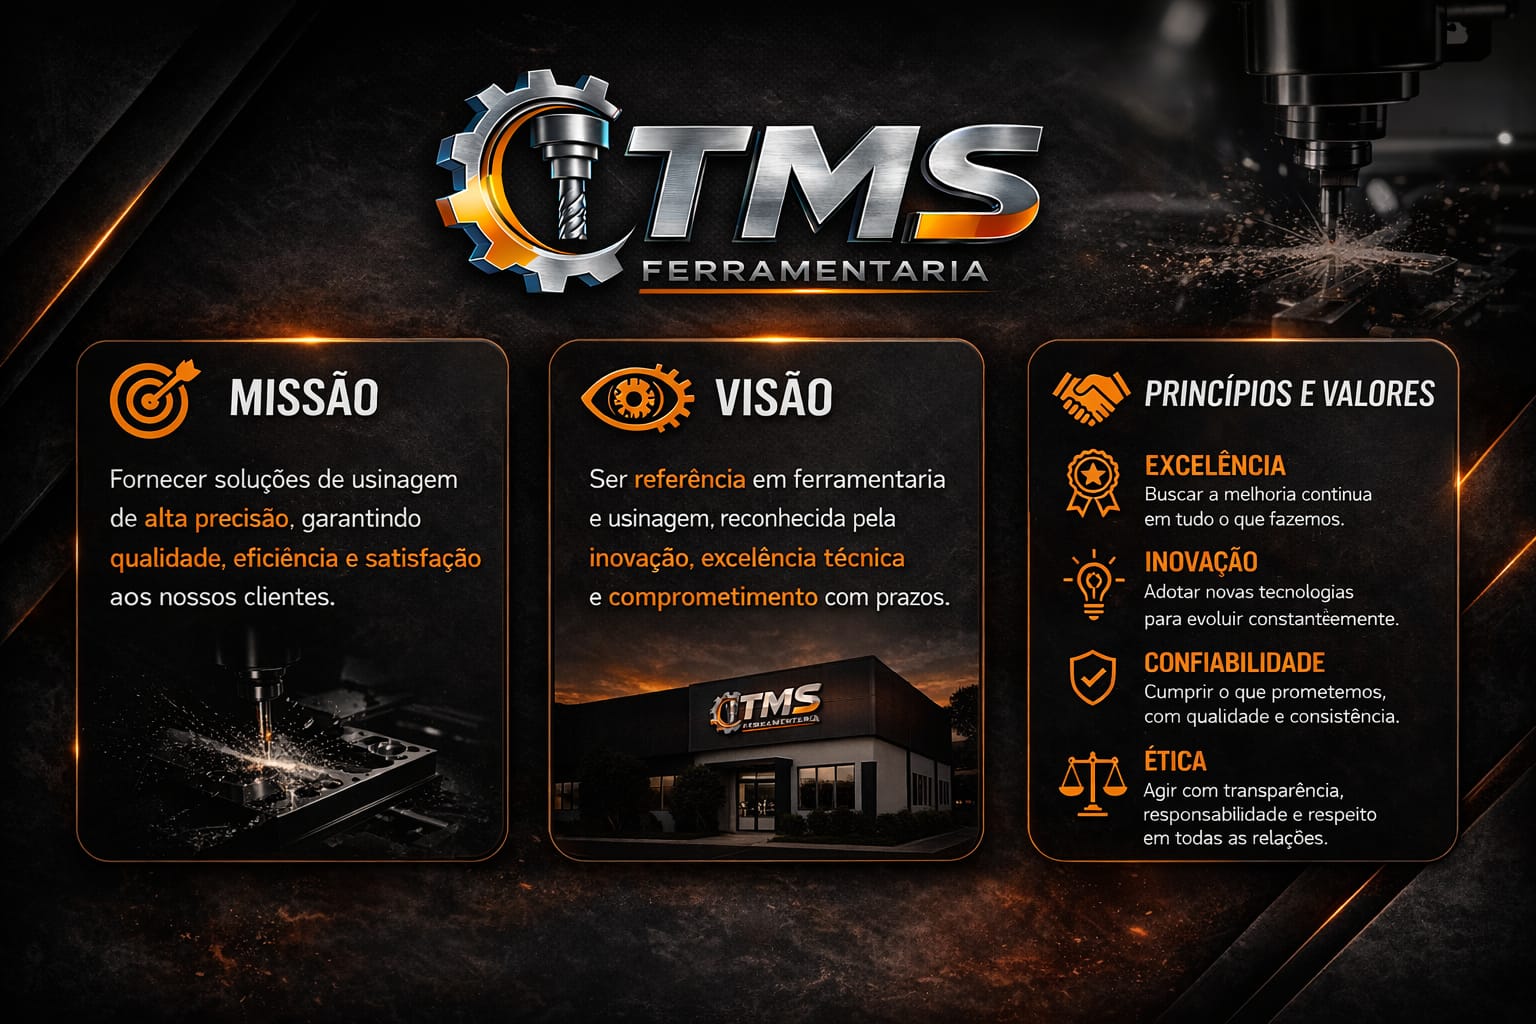 TMS
FERRAMENTARIA
MISSÃO
Fornecer soluções de usinagem
de alta precisão, garantindo
qualidade, eficiência e satisfação
aos nossos clientes.
VISÃO
Ser referência em ferramentaria
e usinagem, reconhecida pela
inovação, excelência técnica
e comprometimento com prazos.
TMS
FERRAMENTARIA
PRINCÍPIOS E VALORES
EXCELÊNCIA
Buscar a melhoria continua
em tudo o que fazemos.
INOVAÇÃO
Adotar novas tecnologias
para evoluir constantëemente.
CONFIABILIDADE
Cumprir o que prometemos,
com qualidade e consistência.
ÉTICA
Agir com transparência,
responsabilidade e respeito
em todas as relações.